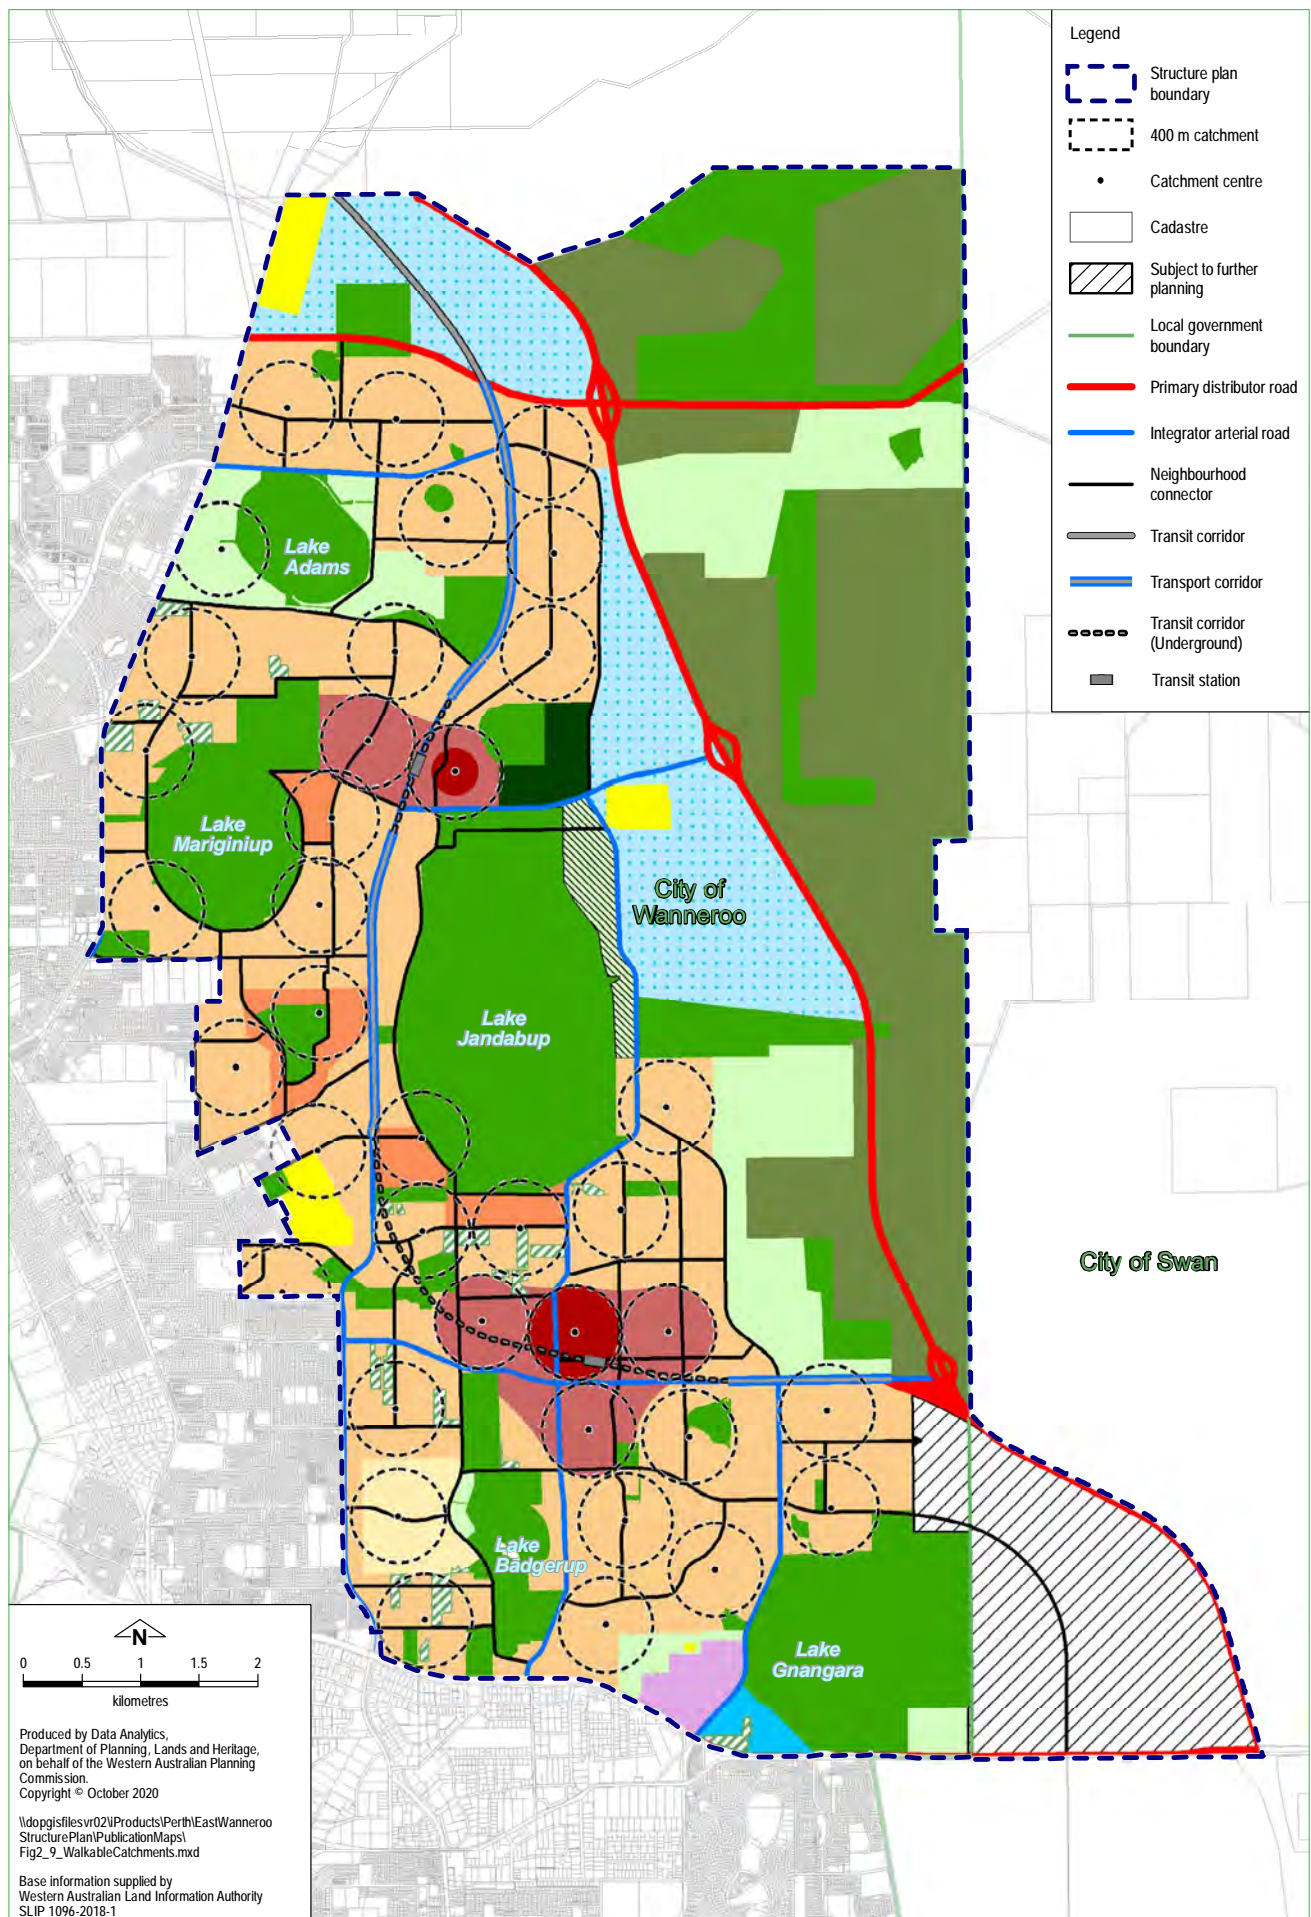 Legend
Structure plan
boundary
400 m catchment
Catchment centre
Cadastre
Subject to further
planning
Local government
boundary
Primary distributor road
Integrator arterial road
Neighbourhood
connector
Transit corridor
Transport corridor
Transit corridor
(Underground)
Transit station
Lake
Adams
Lake
Mariginiup
City of
Wanneroo
Lake
Jandabup
City of Swan
Lake
Badgerup
Lake
Gnangara
N
0 0.5 1 1.5 2
kilometres
Produced by Data Analytics,
Department of Planning, Lands and Heritage,
on behalf of the Western Australian Planning
Commission.
Copyright © October 2020
\\dopgisfilesvr02\iProducts\Perth\EastWanneroo
StructurePlan\PublicationMaps\
Fig2_9_WalkableCatchments.mxd
Base information supplied by
Western Australian Land Information Authority
SLIP 1096-2018-1